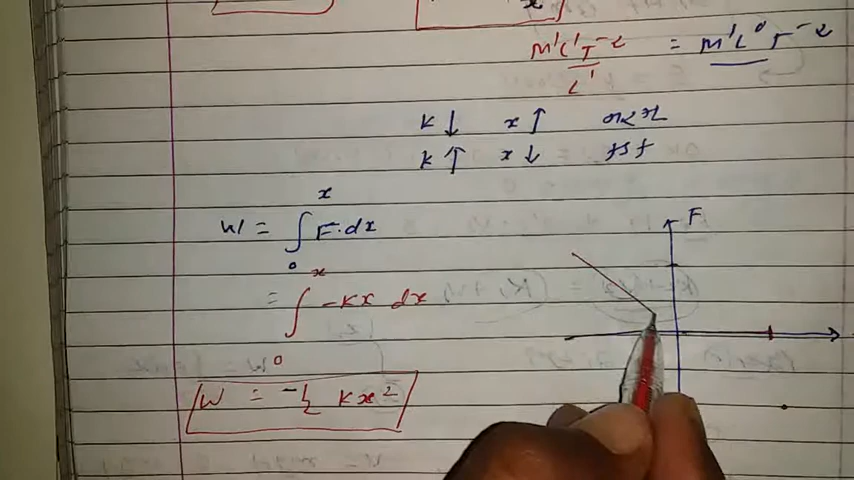 x
M¹L¹T⁻² = M¹L⁰T⁻²
L¹
K↓ x↑
K↑ x↓
x
W = ∫ F.dx
0
F
x
= ∫ -Kx dx
0
W = -½ Kx²